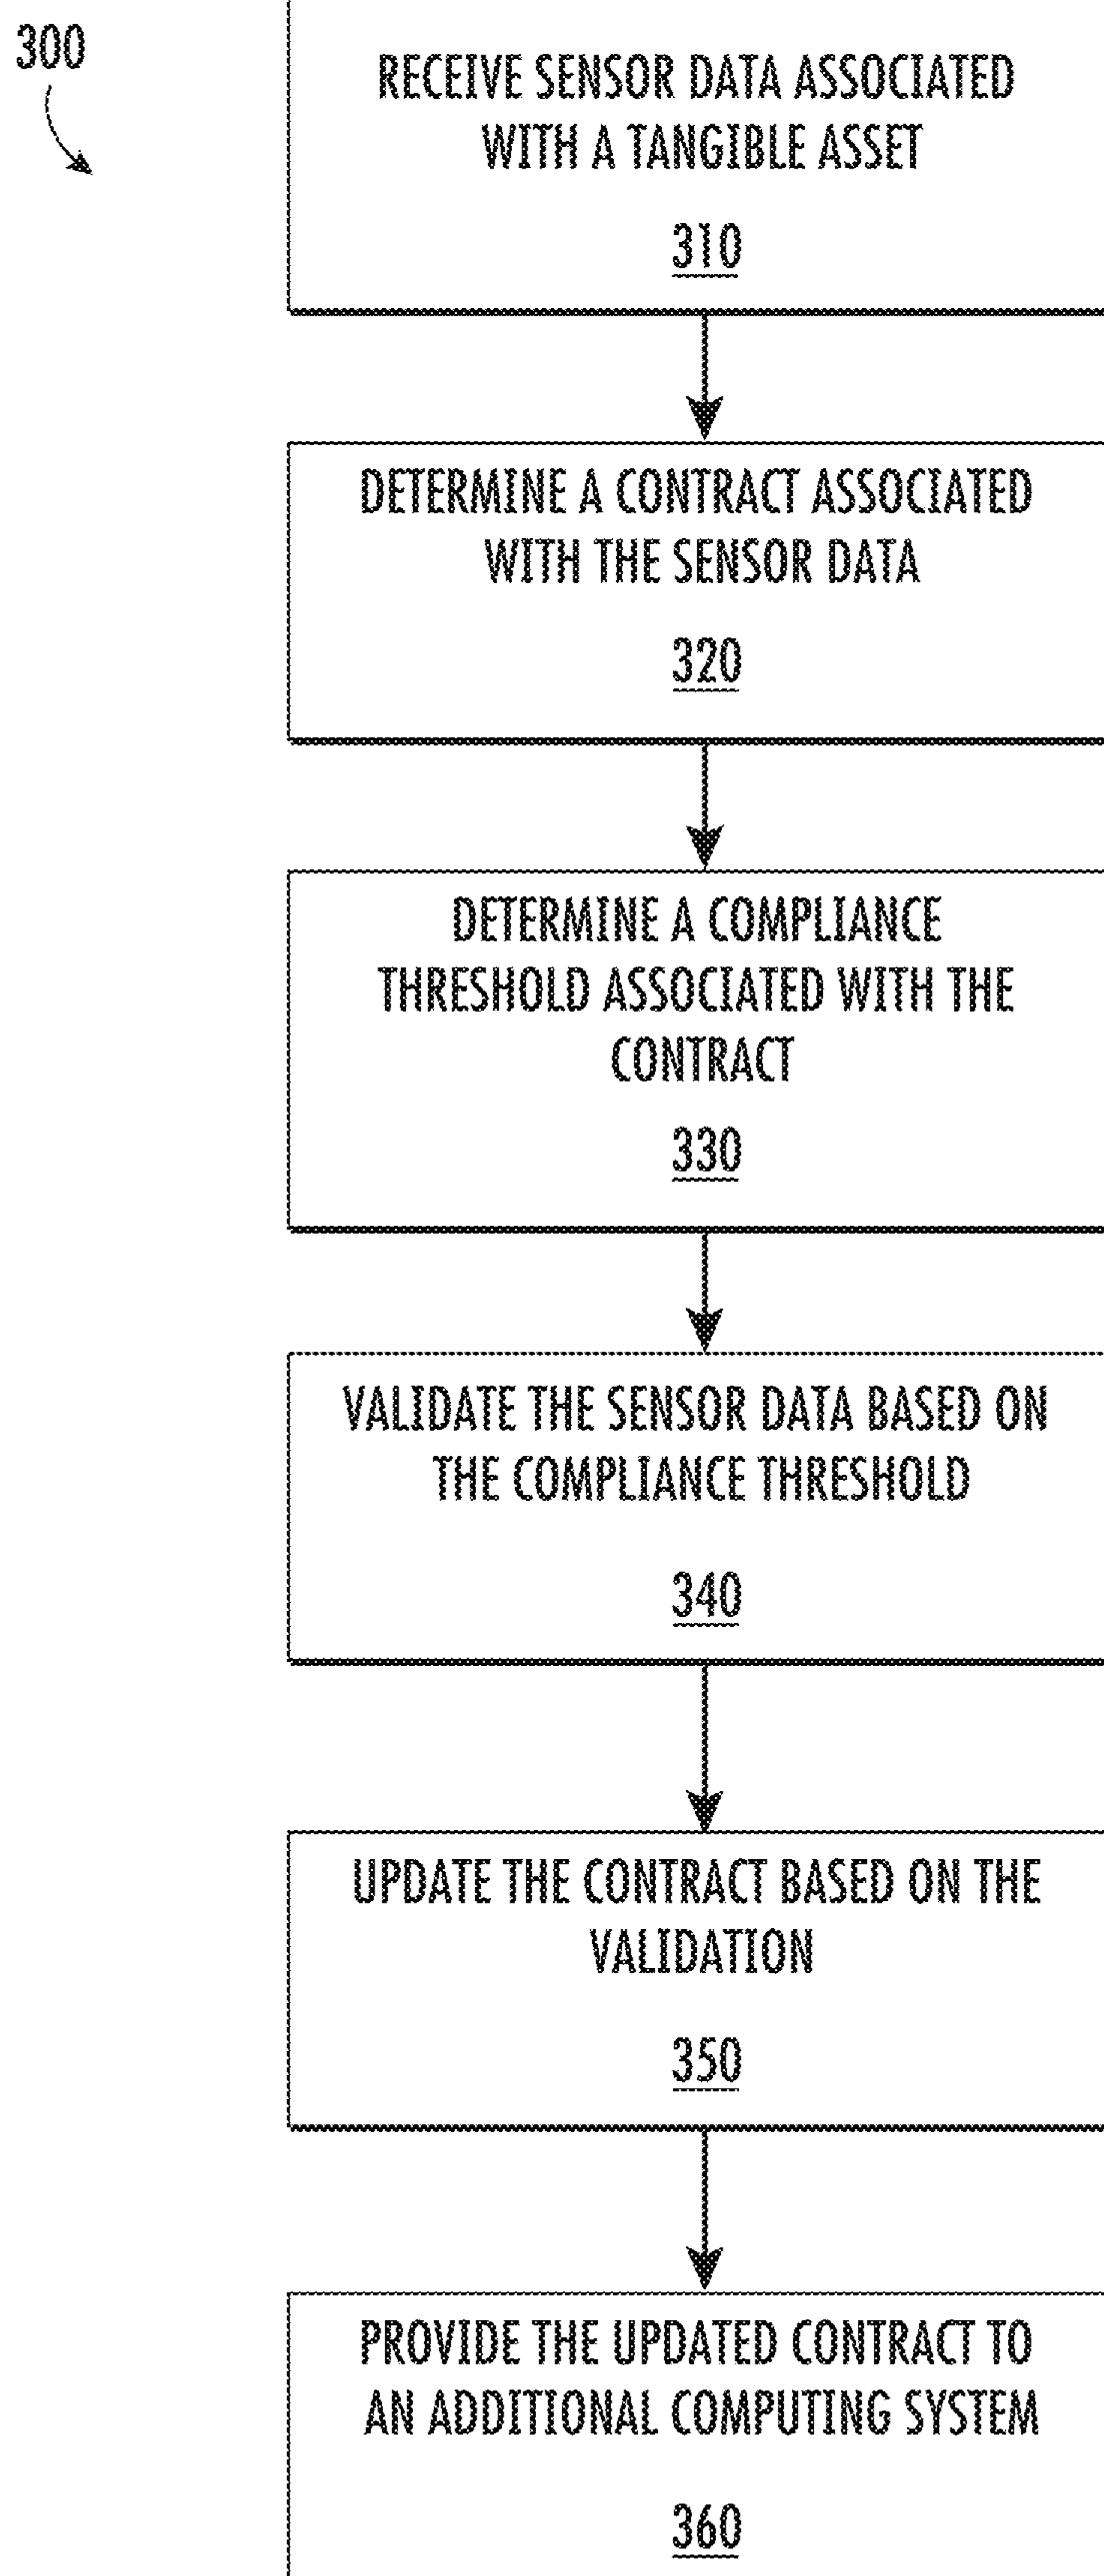 300
RECEIVE SENSOR DATA ASSOCIATED
WITH A TANGIBLE ASSET
310
DETERMINE A CONTRACT ASSOCIATED
WITH THE SENSOR DATA
320
DETERMINE A COMPLIANCE
THRESHOLD ASSOCIATED WITH THE
CONTRACT
330
VALIDATE THE SENSOR DATA BASED ON
THE COMPLIANCE THRESHOLD
340
UPDATE THE CONTRACT BASED ON THE
VALIDATION
350
PROVIDE THE UPDATED CONTRACT TO
AN ADDITIONAL COMPUTING SYSTEM
360